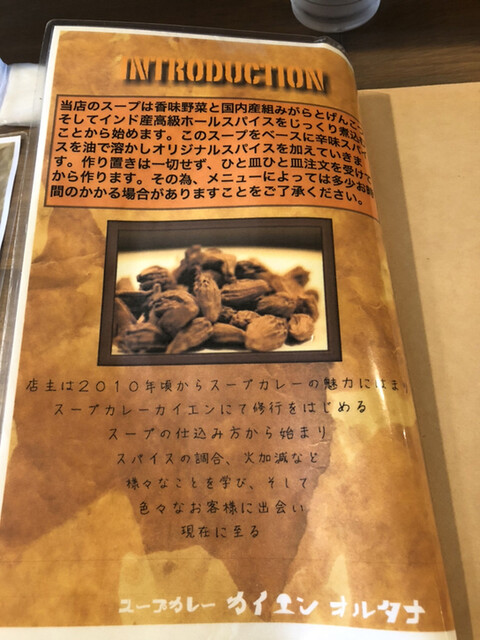 INTRODUCTION
当店のスープは香味野菜と国内産鶏がらとげんこつ
そしてインド産高級ホールスパイスをじっくり煮込む
ことから始めます。このスープをベースに辛味スパイ
スを油で溶かしオリジナルスパイスを加えていきま
す。作り置きは一切せず、ひと皿ひと皿注文を受けて
から作ります。その為、メニューによっては多少お時
間のかかる場合がありますことをご了承ください。
店主は2010年頃からスープカレーの魅力にはまり
スープカレーカイエンにて修行をはじめる
スープの仕込み方から始まり
スパイスの調合、火加減など
様々なことを学び、そして
色々なお客様に出会い
現在に至る
スープカレー カイエン オルタナ